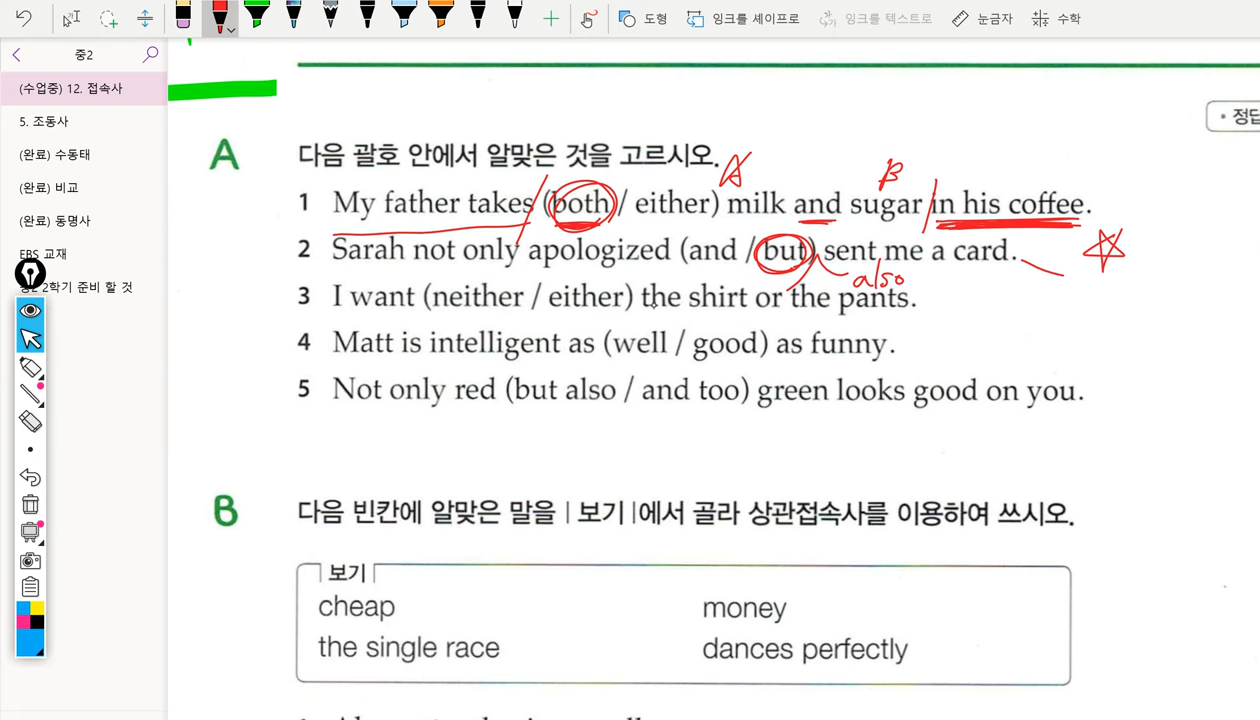 도형
잉크를 셰이프로
잉크를 텍스트로
눈금자
수학
중2
(수업중) 12. 접속사
5. 조동사
(완료) 수동태
(완료) 비교
(완료) 동명사
EBS 교재
2학기 준비 할 것
• 정답
A 다음 괄호 안에서 알맞은 것을 고르시오.
A B
1 My father takes / (both / either) milk and sugar / in his coffee.
2 Sarah not only apologized (and / but) sent me a card.
also
3 I want (neither / either) the shirt or the pants.
4 Matt is intelligent as (well / good) as funny.
5 Not only red (but also / and too) green looks good on you.
B 다음 빈칸에 알맞은 말을 | 보기 |에서 골라 상관접속사를 이용하여 쓰시오.
보기
cheap money
the single race dances perfectly